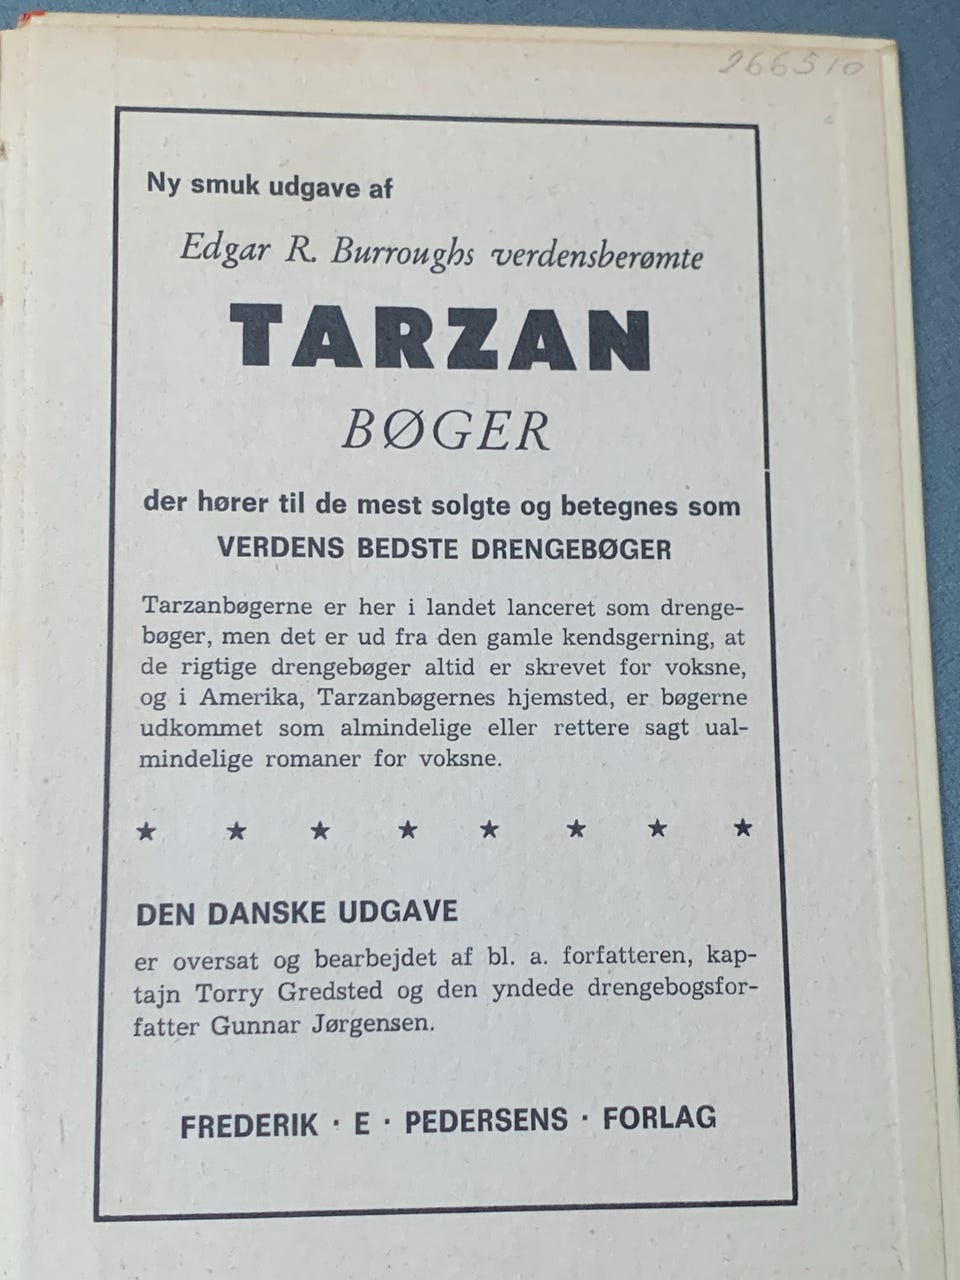 266510
Ny smuk udgave af
Edgar R. Burroughs verdensberømte
TARZAN
BØGER
der hører til de mest solgte og betegnes som
VERDENS BEDSTE DRENGEBØGER
Tarzanbøgerne er her i landet lanceret som drenge-
bøger, men det er ud fra den gamle kendsgerning, at
de rigtige drengebøger altid er skrevet for voksne,
og i Amerika, Tarzanbøgernes hjemsted, er bøgerne
udkommet som almindelige eller rettere sagt ual-
mindelige romaner for voksne.
★ ★ ★ ★ ★ ★ ★ ★
DEN DANSKE UDGAVE
er oversat og bearbejdet af bl. a. forfatteren, kap-
tajn Torry Gredsted og den yndede drengebogsfor-
fatter Gunnar Jørgensen.
FREDERIK · E · PEDERSENS · FORLAG